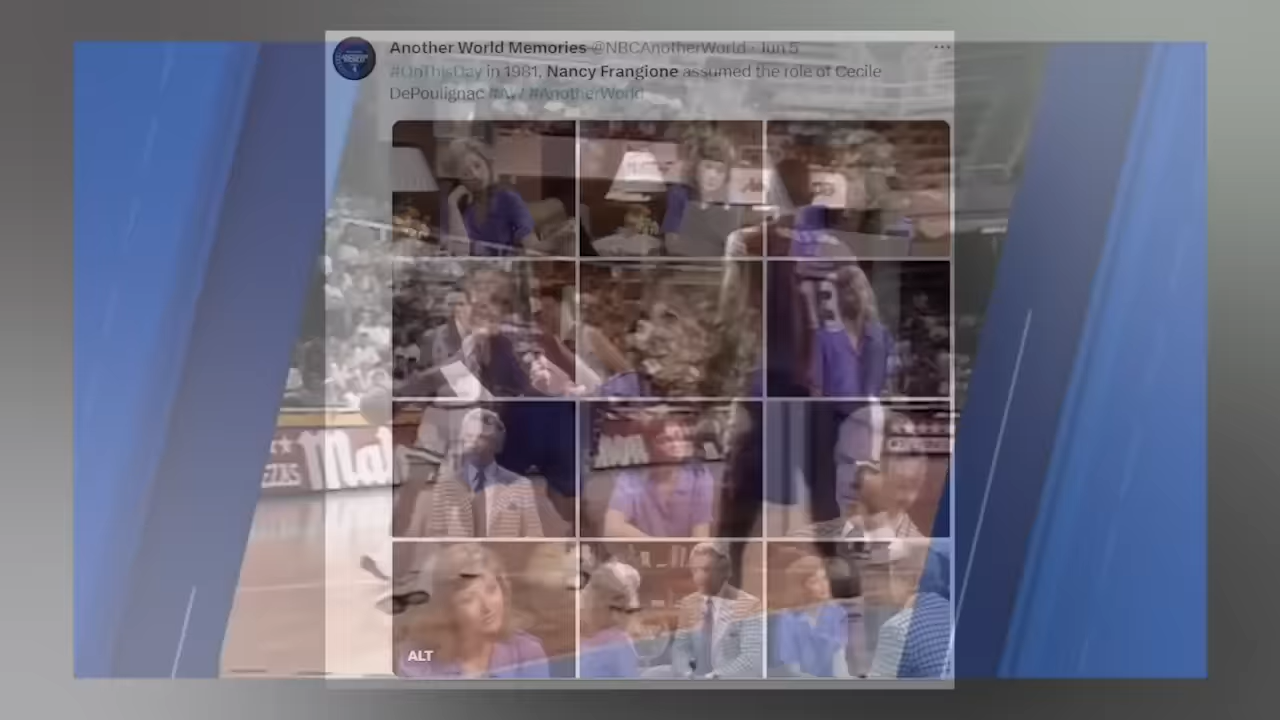 Another World Memories @NBCAnotherWorld · Jun 5
#OnThisDay in 1981, Nancy Frangione assumed the role of Cecile
DePoulignac #AW #AnotherWorld
13
ALT